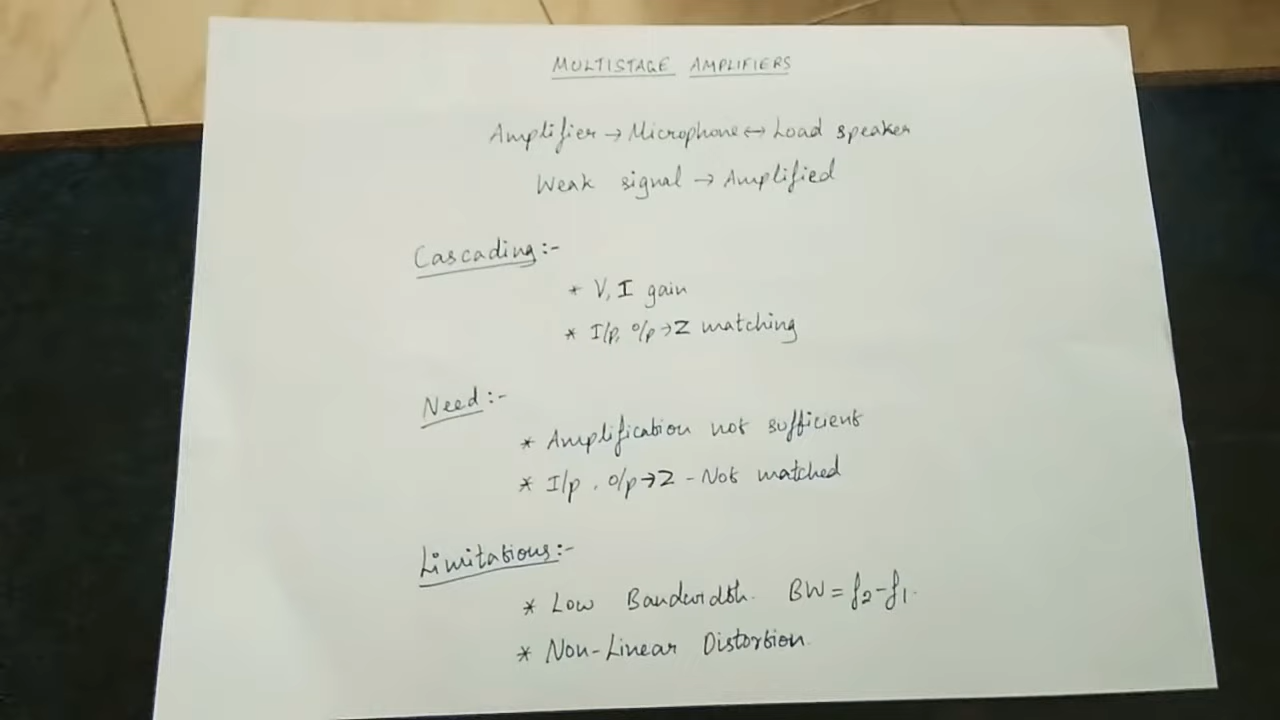 MULTISTAGE AMPLIFIERS
Amplifier → Microphone ↔ Load speaker
Weak signal → Amplified
Cascading:-
* V, I gain
* I/p, o/p → Z matching
Need:-
* Amplification not sufficient
* I/p, o/p → Z - Not matched
Limitations:-
* Low Bandwidth. BW = f2-f1.
* Non-Linear Distortion.